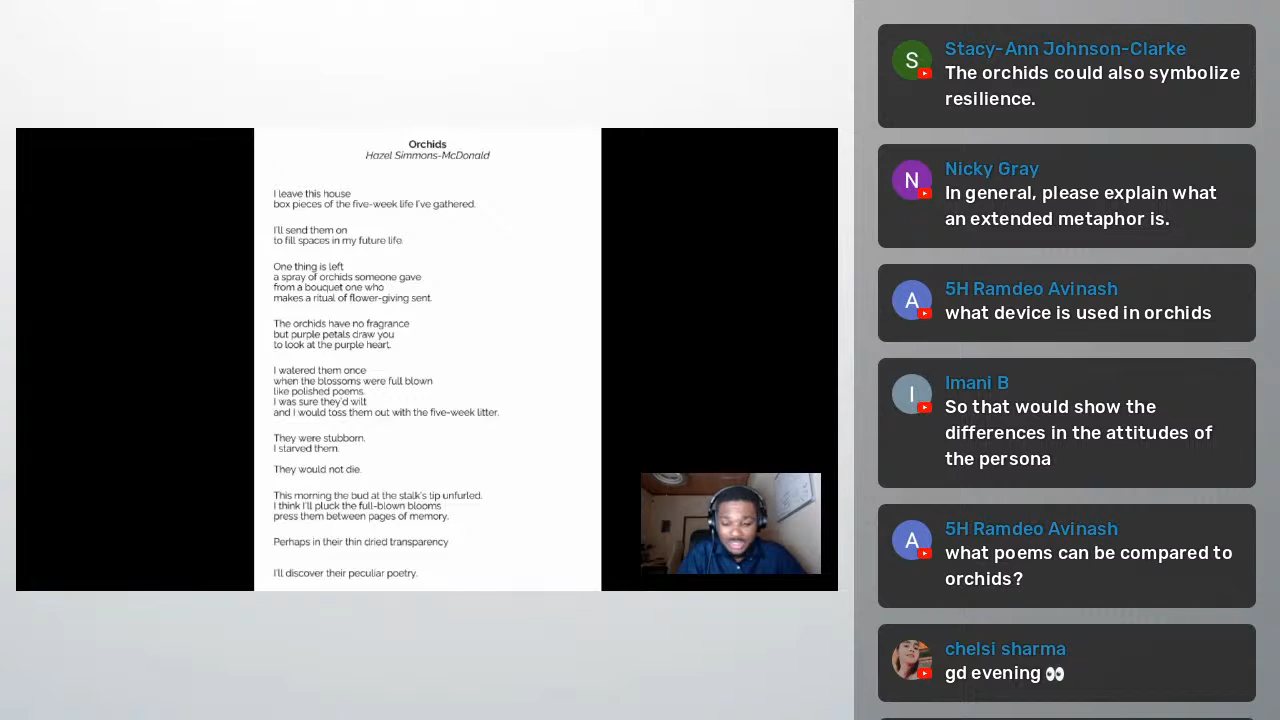 Orchids
Hazel Simmons-McDonald
I leave this house
box pieces of the five-week life I've gathered.
I'll send them on
to fill spaces in my future life.
One thing is left
a spray of orchids someone gave
from a bouquet one who
makes a ritual of flower-giving sent.
The orchids have no fragrance
but purple petals draw you
to look at the purple heart.
I watered them once
when the blossoms were full blown
like polished poems.
I was sure they'd wilt
and I would toss them out with the five-week litter.
They were stubborn.
I starved them.
They would not die.
This morning the bud at the stalk's tip unfurled.
I think I'll pluck the full-blown blooms
press them between pages of memory.
Perhaps in their thin dried transparency
I'll discover their peculiar poetry.
S
Stacy-Ann Johnson-Clarke
The orchids could also symbolize
resilience.
N
Nicky Gray
In general, please explain what
an extended metaphor is.
A
5H Ramdeo Avinash
what device is used in orchids
I
Imani B
So that would show the
differences in the attitudes of
the persona
A
5H Ramdeo Avinash
what poems can be compared to
orchids?
chelsi sharma
gd evening 👀